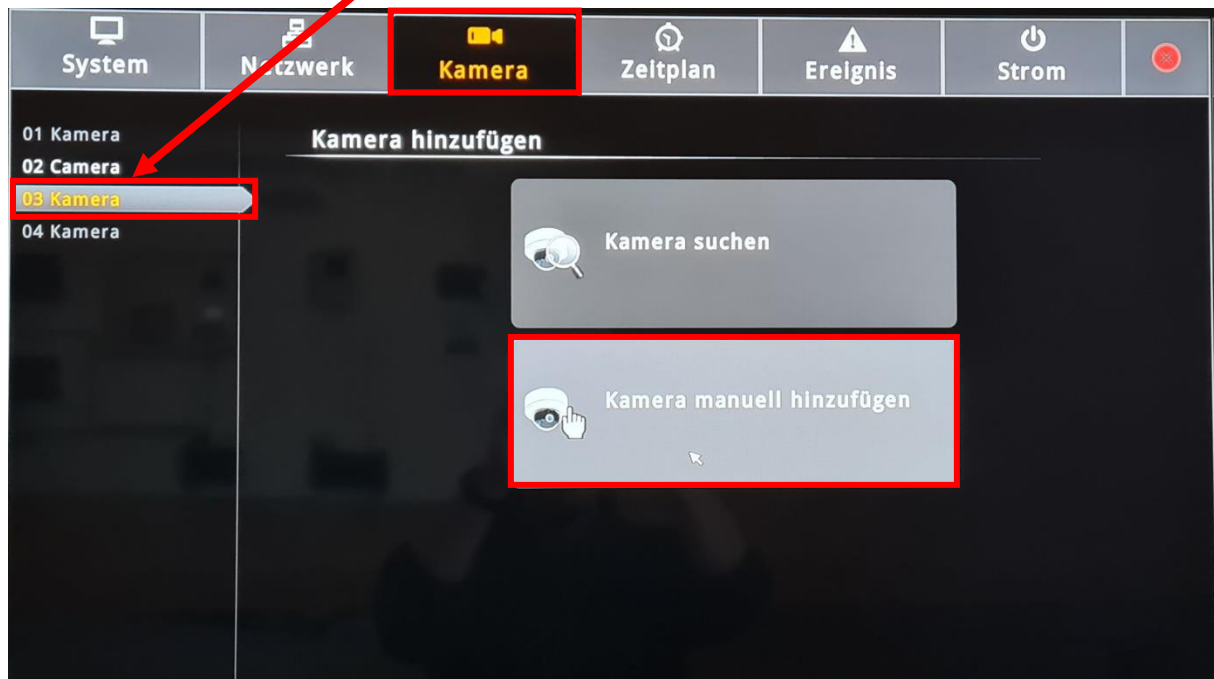 System
Netzwerk
Kamera
Zeitplan
Ereignis
Strom
01 Kamera
02 Camera
03 Kamera
04 Kamera
Kamera hinzufügen
Kamera suchen
Kamera manuell hinzufügen